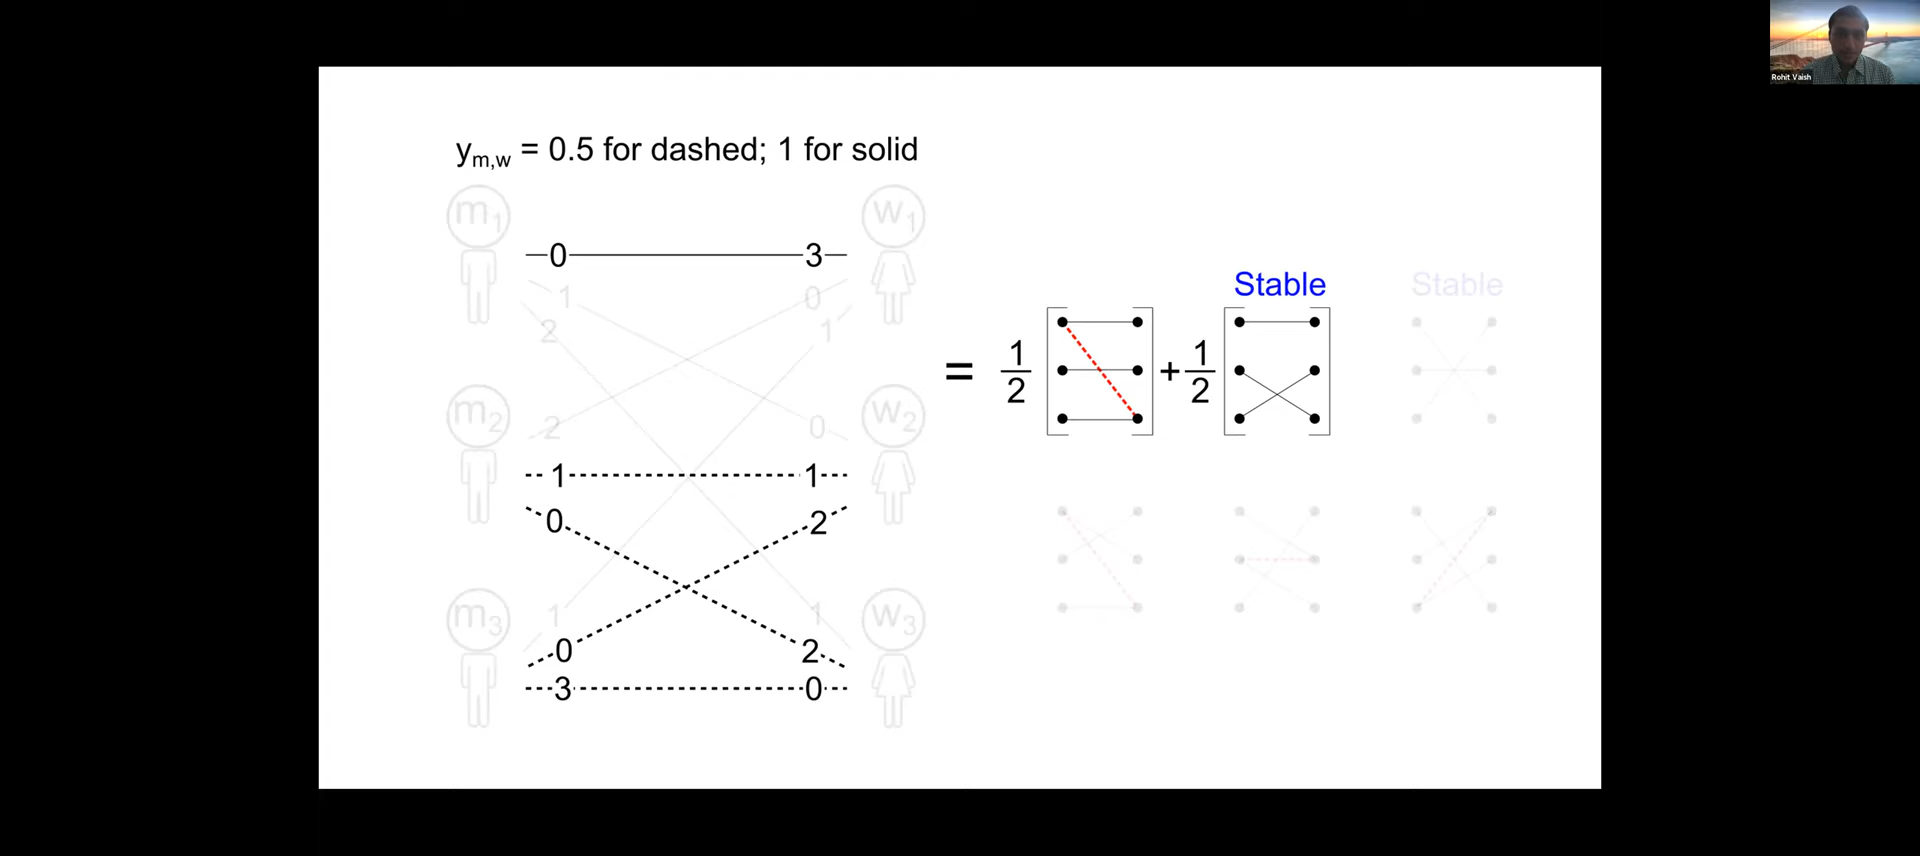 Rohit Vaish
y_m,w = 0.5 for dashed; 1 for solid
m1 w1
0 3
1 0
2 1
Stable Stable
= 1/2 + 1/2
m2 w2
2 0
1 1
0 2
m3 w3
1 1
0 2
3 0